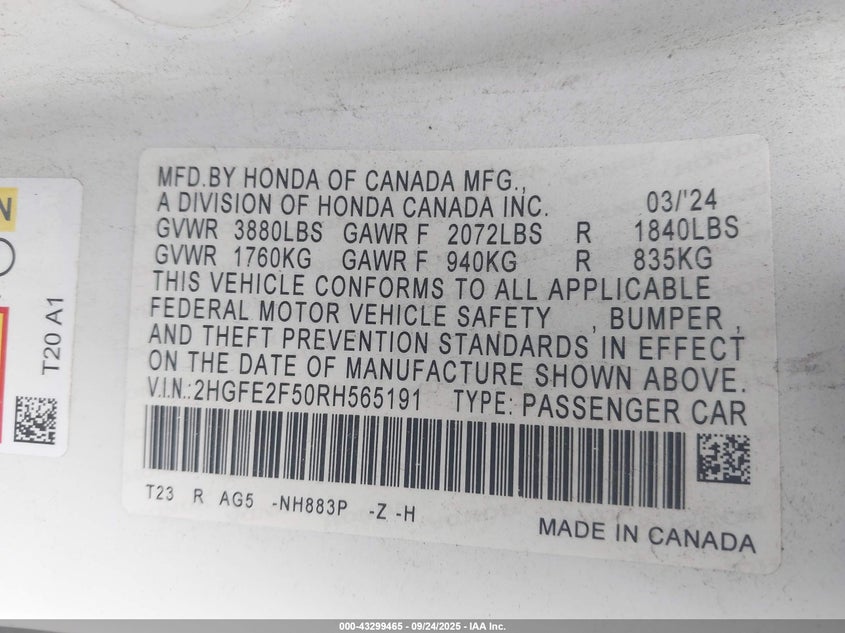 N
T20 A1
MFD.BY HONDA OF CANADA MFG.,
A DIVISION OF HONDA CANADA INC. 03/'24
GVWR 3880LBS GAWR F 2072LBS R 1840LBS
GVWR 1760KG GAWR F 940KG R 835KG
THIS VEHICLE CONFORMS TO ALL APPLICABLE
FEDERAL MOTOR VEHICLE SAFETY , BUMPER ,
AND THEFT PREVENTION STANDARDS IN EFFECT
ON THE DATE OF MANUFACTURE SHOWN ABOVE.
V.I.N.: 2HGFE2F50RH565191 TYPE: PASSENGER CAR
T23 R AG5 -NH883P -Z -H
MADE IN CANADA
000-43299465 - 09/24/2025 - IAA Inc.